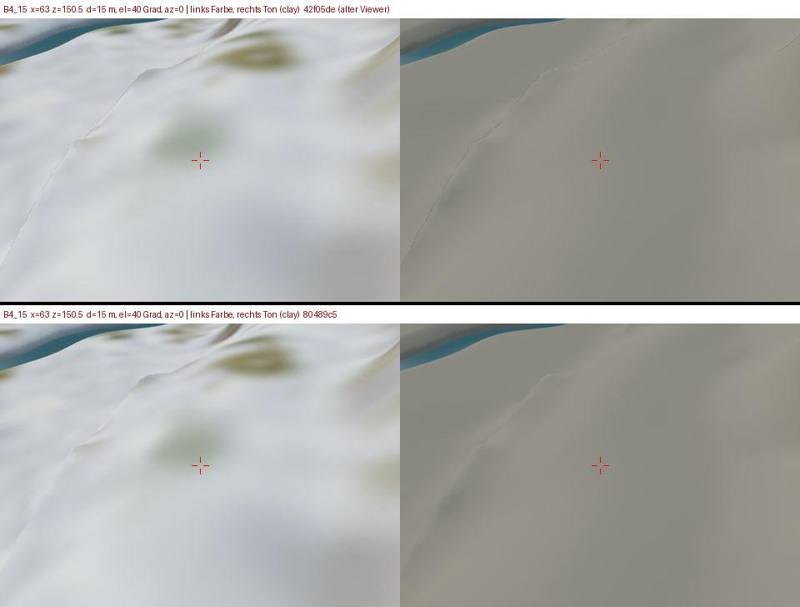 B4_15 x=63 z=150.5 d=15 m, el=40 Grad, az=0 | links Farbe, rechts Ton (clay) 42f05de (alter Viewer)
B4_15 x=63 z=150.5 d=15 m, el=40 Grad, az=0 | links Farbe, rechts Ton (clay) 80489c5